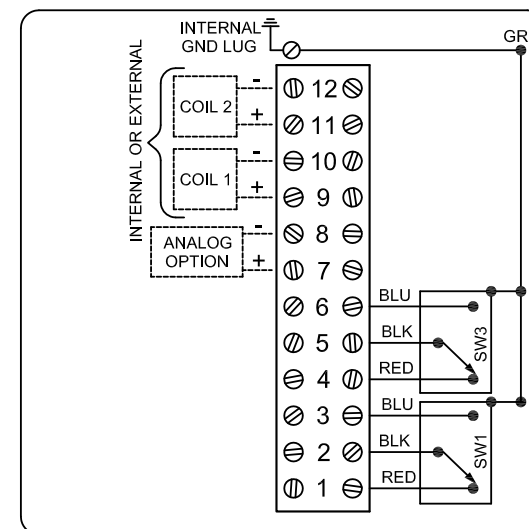 INTERNAL
GND LUG
GR
INTERNAL OR EXTERNAL
COIL 2
-
+
COIL 1
-
+
ANALOG
OPTION
-
+
12
11
10
9
8
7
6
5
4
3
2
1
BLU
BLK
RED
SW3
BLU
BLK
RED
SW1